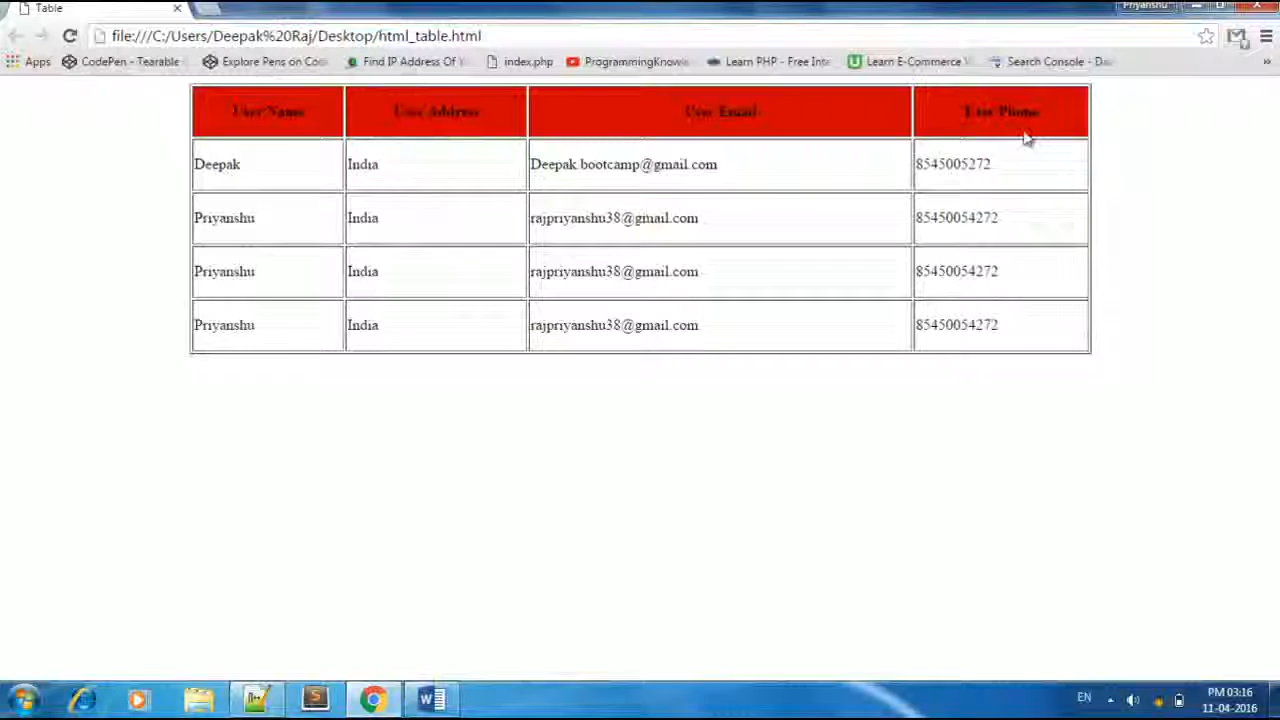 Table
Priyanshu
file:///C:/Users/Deepak%20Raj/Desktop/html_table.html
Apps CodePen - Tearable Explore Pens on Co Find IP Address Of index.php ProgrammingKnowle Learn PHP - Free Inte Learn E-Commerce Search Console - Da »
User Name User Address User Email User Phone
Deepak India Deepak.bootcamp@gmail.com 8545005272
Priyanshu India rajpriyanshu38@gmail.com 85450054272
Priyanshu India rajpriyanshu38@gmail.com 85450054272
Priyanshu India rajpriyanshu38@gmail.com 85450054272
EN PM 03:16
11-04-2016